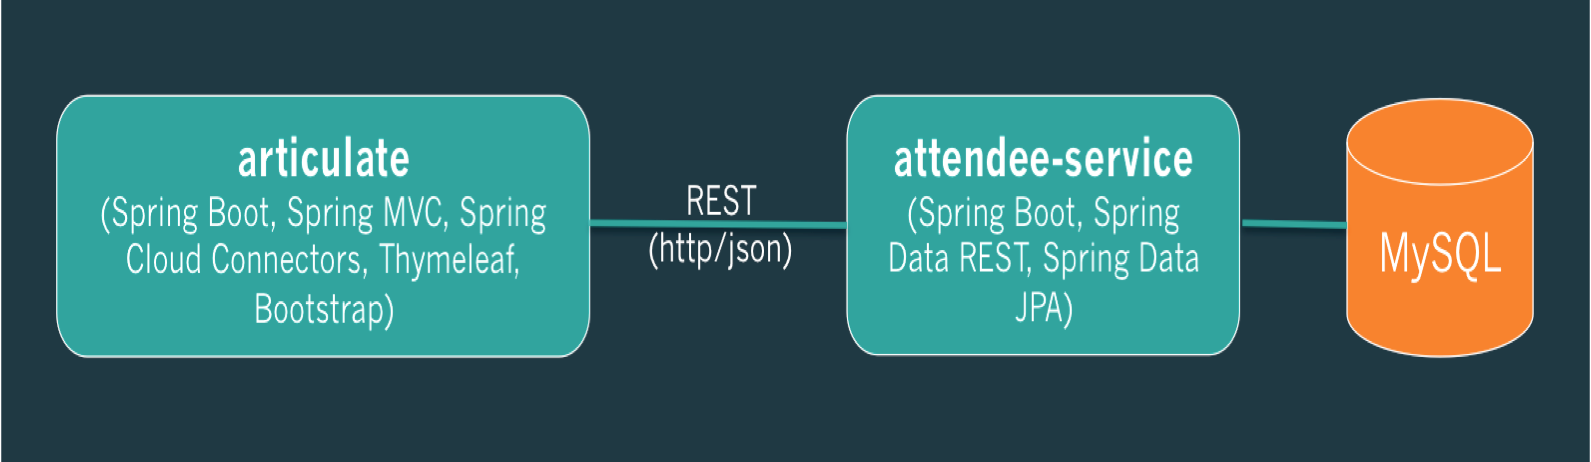 articulate
(Spring Boot, Spring MVC, Spring
Cloud Connectors, Thymeleaf,
Bootstrap)
REST
(http/json)
attendee-service
(Spring Boot, Spring
Data REST, Spring Data
JPA)
MySQL